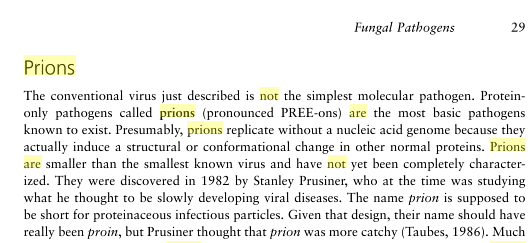 Fungal Pathogens 29
Prions
The conventional virus just described is not the simplest molecular pathogen. Protein-
only pathogens called prions (pronounced PREE-ons) are the most basic pathogens
known to exist. Presumably, prions replicate without a nucleic acid genome because they
actually induce a structural or conformational change in other normal proteins. Prions
are smaller than the smallest known virus and have not yet been completely character-
ized. They were discovered in 1982 by Stanley Prusiner, who at the time was studying
what he thought to be slowly developing viral diseases. The name prion is supposed to
be short for proteinaceous infectious particles. Given that design, their name should have
really been proin, but Prusiner thought that prion was more catchy (Taubes, 1986). Much